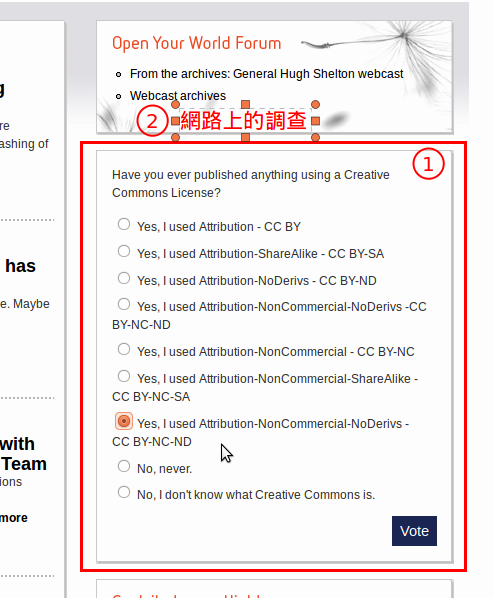 g
re
ashing of
has
e. Maybe
with
Team
ions
more
Open Your World Forum
From the archives: General Hugh Shelton webcast
Webcast archives
② 網路上的調查
①
Have you ever published anything using a Creative
Commons License?
Yes, I used Attribution - CC BY
Yes, I used Attribution-ShareAlike - CC BY-SA
Yes, I used Attribution-NoDerivs - CC BY-ND
Yes, I used Attribution-NonCommercial-NoDerivs -CC
BY-NC-ND
Yes, I used Attribution-NonCommercial - CC BY-NC
Yes, I used Attribution-NonCommercial-ShareAlike -
CC BY-NC-SA
Yes, I used Attribution-NonCommercial-NoDerivs -
CC BY-NC-ND
No, never.
No, I don't know what Creative Commons is.
Vote